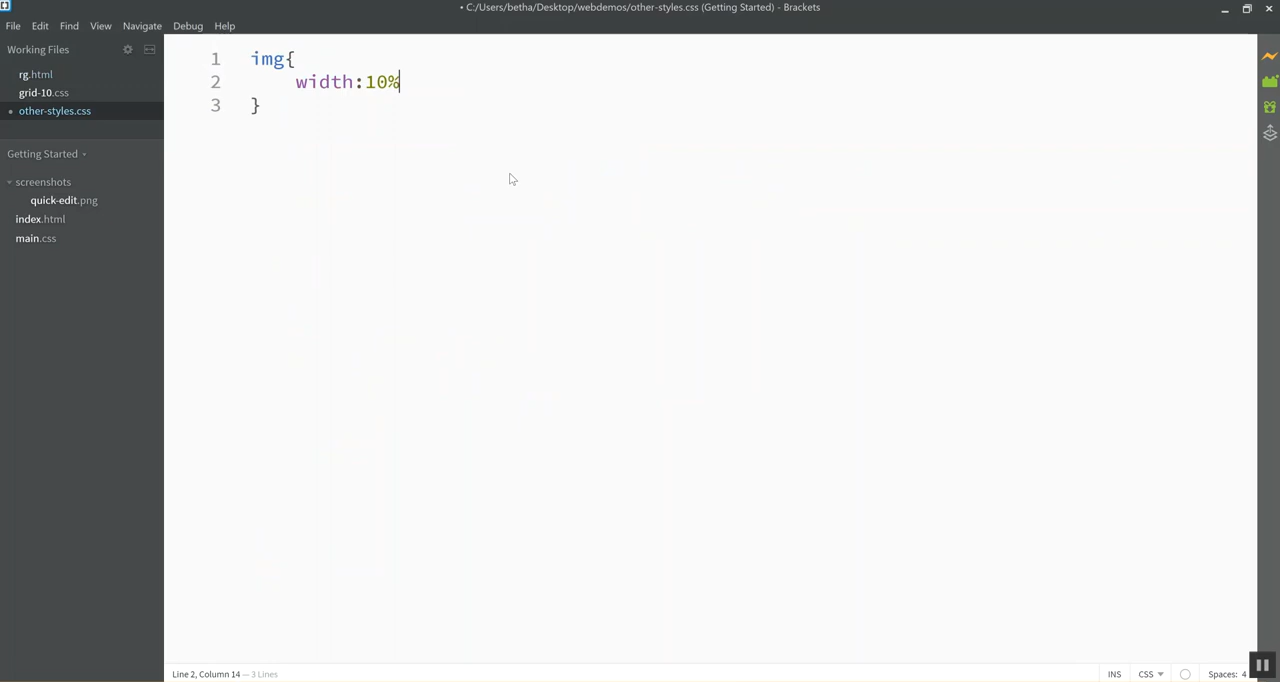 • C:/Users/betha/Desktop/webdemos/other-styles.css (Getting Started) - Brackets
File Edit Find View Navigate Debug Help
Working Files
rg.html
grid-10.css
• other-styles.css
Getting Started
screenshots
quick-edit.png
index.html
main.css
1 img{
2 width:10%
3 }
Line 2, Column 14 — 3 Lines
INS CSS Spaces: 4